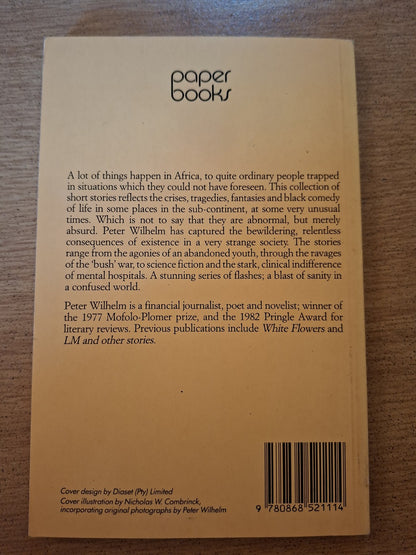 paper
books
A lot of things happen in Africa, to quite ordinary people trapped
in situations which they could not have foreseen. This collection of
short stories reflects the crises, tragedies, fantasies and black comedy
of life in some places in the sub-continent, at some very unusual
times. Which is not to say that they are abnormal, but merely
absurd. Peter Wilhelm has captured the bewildering, relentless
consequences of existence in a very strange society. The stories
range from the agonies of an abandoned youth, through the ravages
of the ‘bush’ war, to science fiction and the stark, clinical indifference
of mental hospitals. A stunning series of flashes; a blast of sanity in
a confused world.
Peter Wilhelm is a financial journalist, poet and novelist; winner of
the 1977 Mofolo-Plomer prize, and the 1982 Pringle Award for
literary reviews. Previous publications include White Flowers and
LM and other stories.
Cover design by Diaset (Pty) Limited
Cover illustration by Nicholas W. Combrinck,
incorporating original photographs by Peter Wilhelm
9 780868 521114